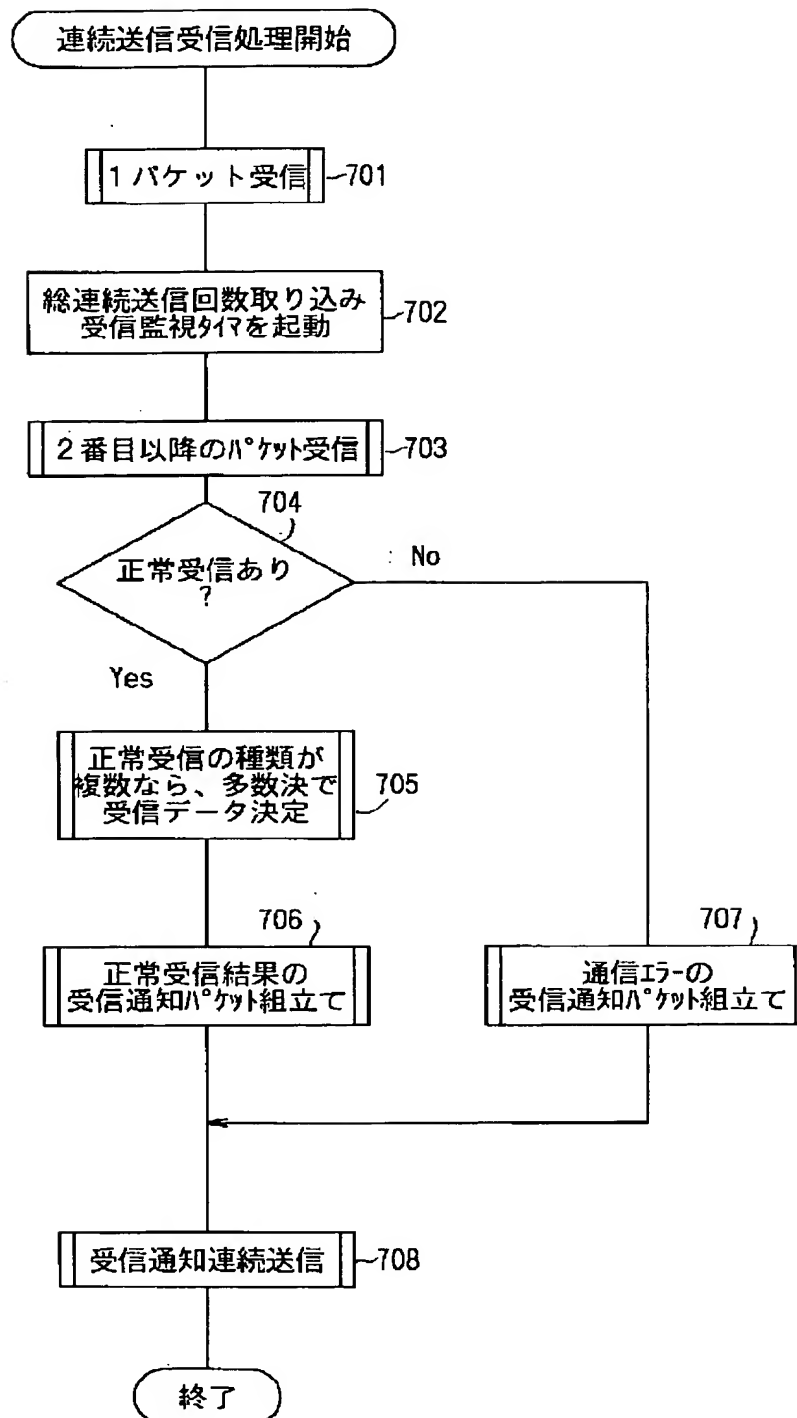 連続送信受信処理開始
1パケット受信
701
総連続送信回数取り込み
受信監視ﾀｲﾏを起動
702
2番目以降のﾊﾟｹｯﾄ受信
703
704
正常受信あり
?
No
Yes
正常受信の種類が
複数なら、多数決で
受信データ決定
705
706
正常受信結果の
受信通知ﾊﾟｹｯﾄ組立て
707
通信ｴﾗｰの
受信通知ﾊﾟｹｯﾄ組立て
受信通知連続送信
708
終了